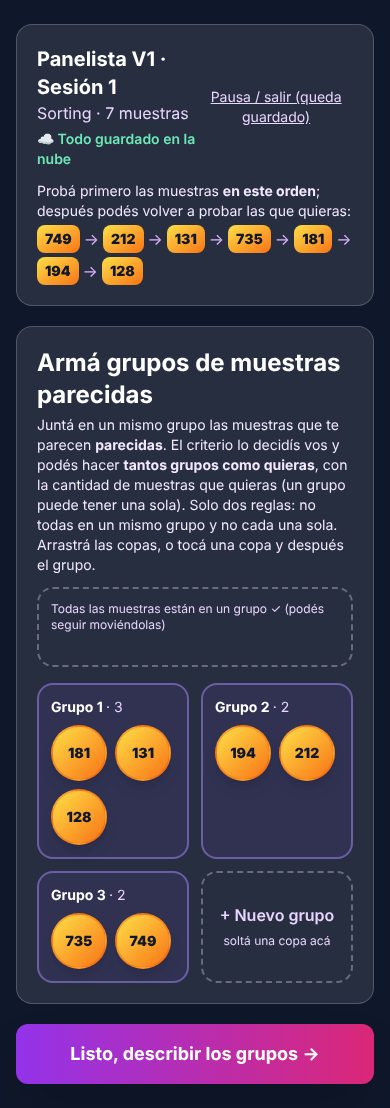 Panelista V1 ·
Sesión 1
Sorting · 7 muestras
☁️ Todo guardado en la
nube
Pausa / salir (queda
guardado)
Probá primero las muestras en este orden;
después podés volver a probar las que quieras:
749 → 212 → 131 → 735 → 181 →
194 → 128
Armá grupos de muestras
parecidas
Juntá en un mismo grupo las muestras que te
parecen parecidas. El criterio lo decidís vos y
podés hacer tantos grupos como quieras, con
la cantidad de muestras que quieras (un grupo
puede tener una sola). Solo dos reglas: no
todas en un mismo grupo y no cada una sola.
Arrastrá las copas, o tocá una copa y después
el grupo.
Todas las muestras están en un grupo ✓ (podés
seguir moviéndolas)
Grupo 1 · 3
181 131
128
Grupo 2 · 2
194 212
Grupo 3 · 2
735 749
+ Nuevo grupo
soltá una copa acá
Listo, describir los grupos →